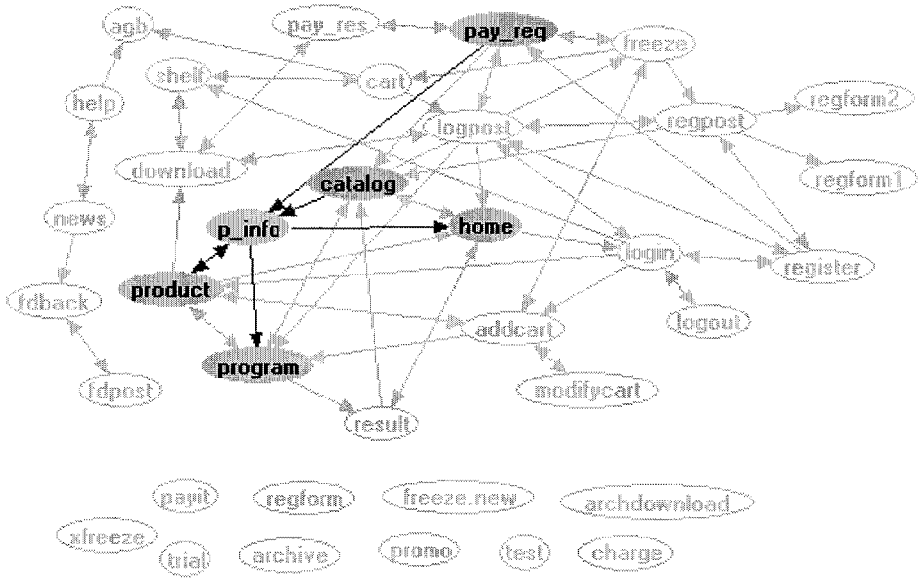 agb
pay_res
pay_req
freeze
shelf
cart
help
regform2
logpost
regpost
download
catalog
regform1
news
p_info
home
login
register
product
fdback
logout
addcart
program
fdpost
modifycart
result
payit
regform
freeze.new
archdownload
xfreeze
trial
archive
promo
test
charge